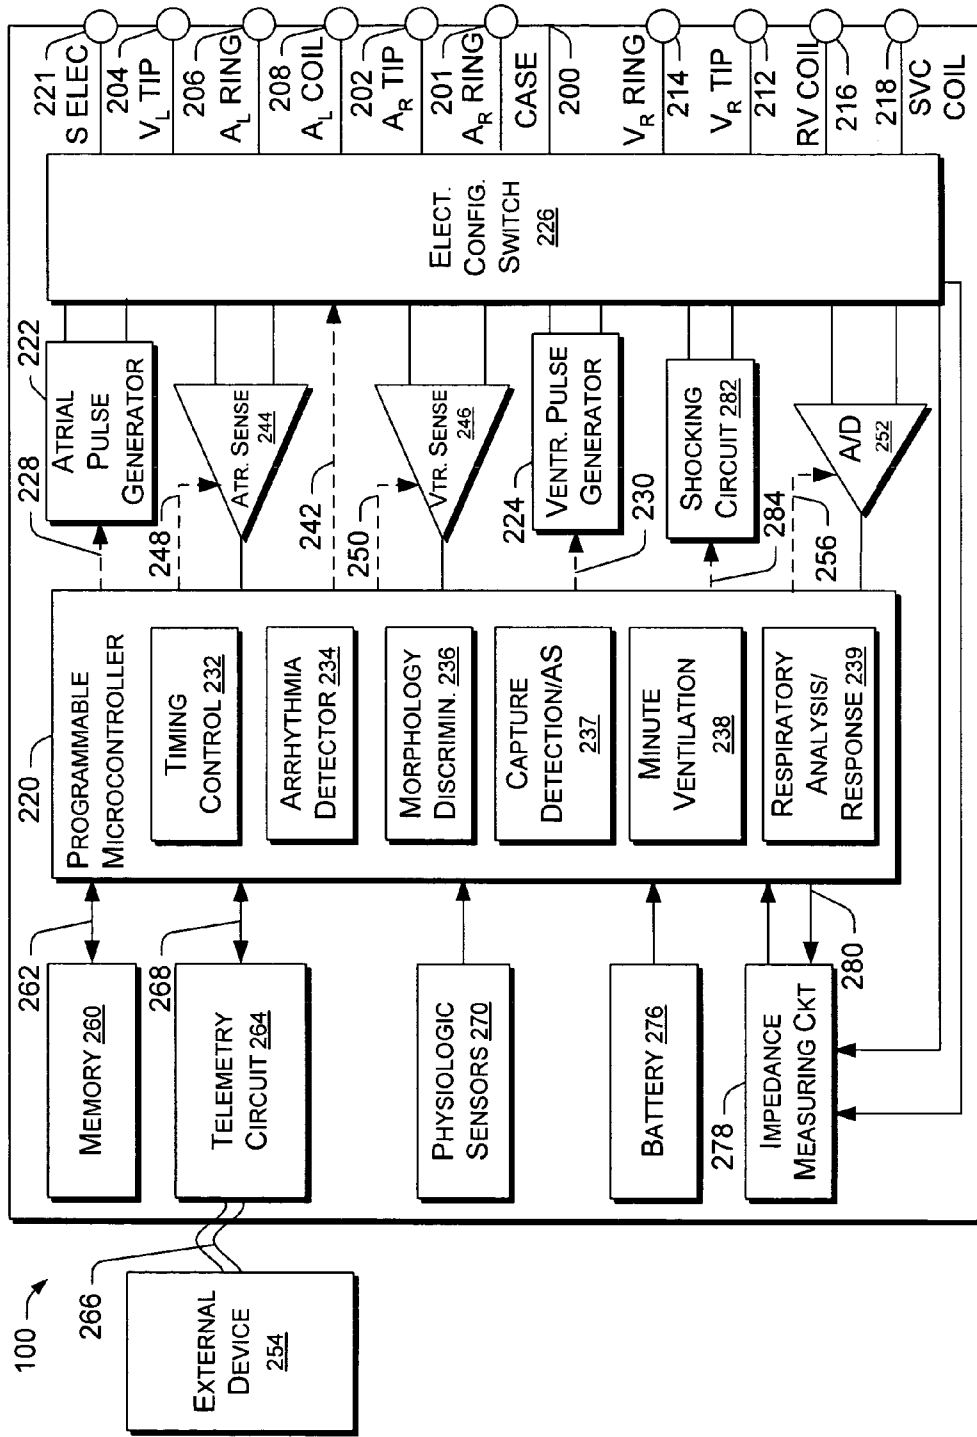 100
EXTERNAL
DEVICE
254
266
MEMORY 260
262
TELEMETRY
CIRCUIT 264
268
PHYSIOLOGIC
SENSORS 270
BATTERY 276
278
IMPEDANCE
MEASURING CKT
280
220
PROGRAMMABLE
MICROCONTROLLER
TIMING
CONTROL 232
ARRHYTHMIA
DETECTOR 234
MORPHOLOGY
DISCRIMIN. 236
CAPTURE
DETECTION/AS
237
MINUTE
VENTILATION
238
RESPIRATORY
ANALYSIS/
RESPONSE 239
222
ATRIAL
PULSE
GENERATOR
228
248
ATR. SENSE
244
242
250
VTR. SENSE
246
224
VENTR. PULSE
GENERATOR
230
SHOCKING
CIRCUIT 282
284
256
A/D
252
ELECT.
CONFIG.
SWITCH
226
221
S ELEC
204
VL TIP
206
AL RING
208
AL COIL
202
AR TIP
201
AR RING
CASE
200
VR RING
214
VR TIP
212
RV COIL
216
218
SVC
COIL